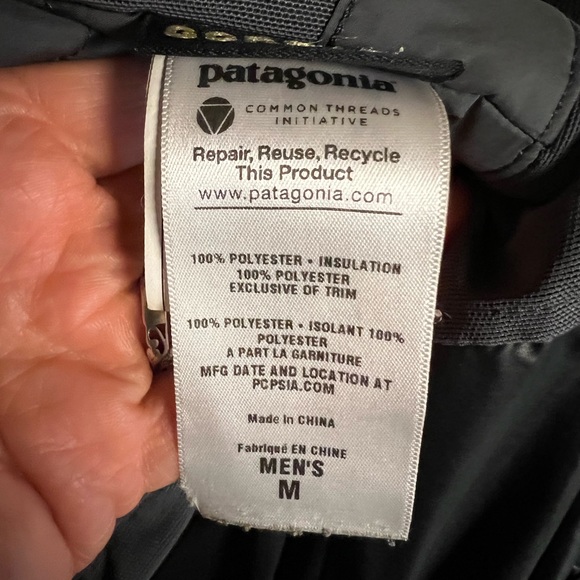 patagonia
COMMON THREADS
INITIATIVE
Repair, Reuse, Recycle
This Product
www.patagonia.com
100% POLYESTER • INSULATION
100% POLYESTER
EXCLUSIVE OF TRIM
100% POLYESTER • ISOLANT 100%
POLYESTER
A PART LA GARNITURE
MFG DATE AND LOCATION AT
PCPSIA.COM
Made in CHINA
Fabriqué EN CHINE
MEN'S
M